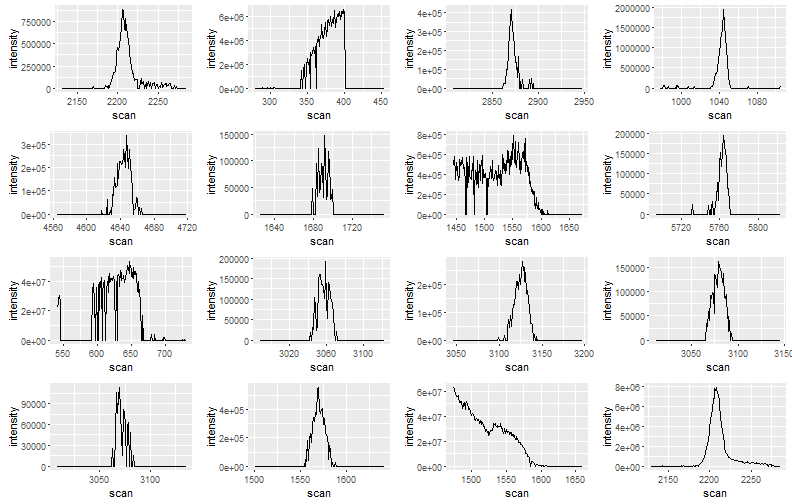 intensity 750000 500000 250000 0 2150 2200 2250 scan
intensity 6e+06 4e+06 2e+06 0e+00 300 350 400 450 scan
intensity 4e+05 3e+05 2e+05 1e+05 0e+00 2850 2900 2950 scan
intensity 2000000 1500000 1000000 500000 0 1000 1040 1080 scan
intensity 3e+05 2e+05 1e+05 0e+00 4560 4600 4640 4680 4720 scan
intensity 150000 100000 50000 0 1640 1680 1720 scan
intensity 8e+05 6e+05 4e+05 2e+05 0e+00 1450 1500 1550 1600 1650 scan
intensity 200000 150000 100000 50000 0 5720 5760 5800 scan
intensity 4e+07 2e+07 0e+00 550 600 650 700 scan
intensity 200000 150000 100000 50000 0 3020 3060 3100 scan
intensity 2e+05 1e+05 0e+00 3050 3100 3150 3200 scan
intensity 150000 100000 50000 0 3050 3100 3150 scan
intensity 90000 60000 30000 0 3050 3100 scan
intensity 4e+05 2e+05 0e+00 1500 1550 1600 scan
intensity 6e+07 4e+07 2e+07 0e+00 1500 1550 1600 1650 scan
intensity 8e+06 6e+06 4e+06 2e+06 0e+00 2150 2200 2250 scan